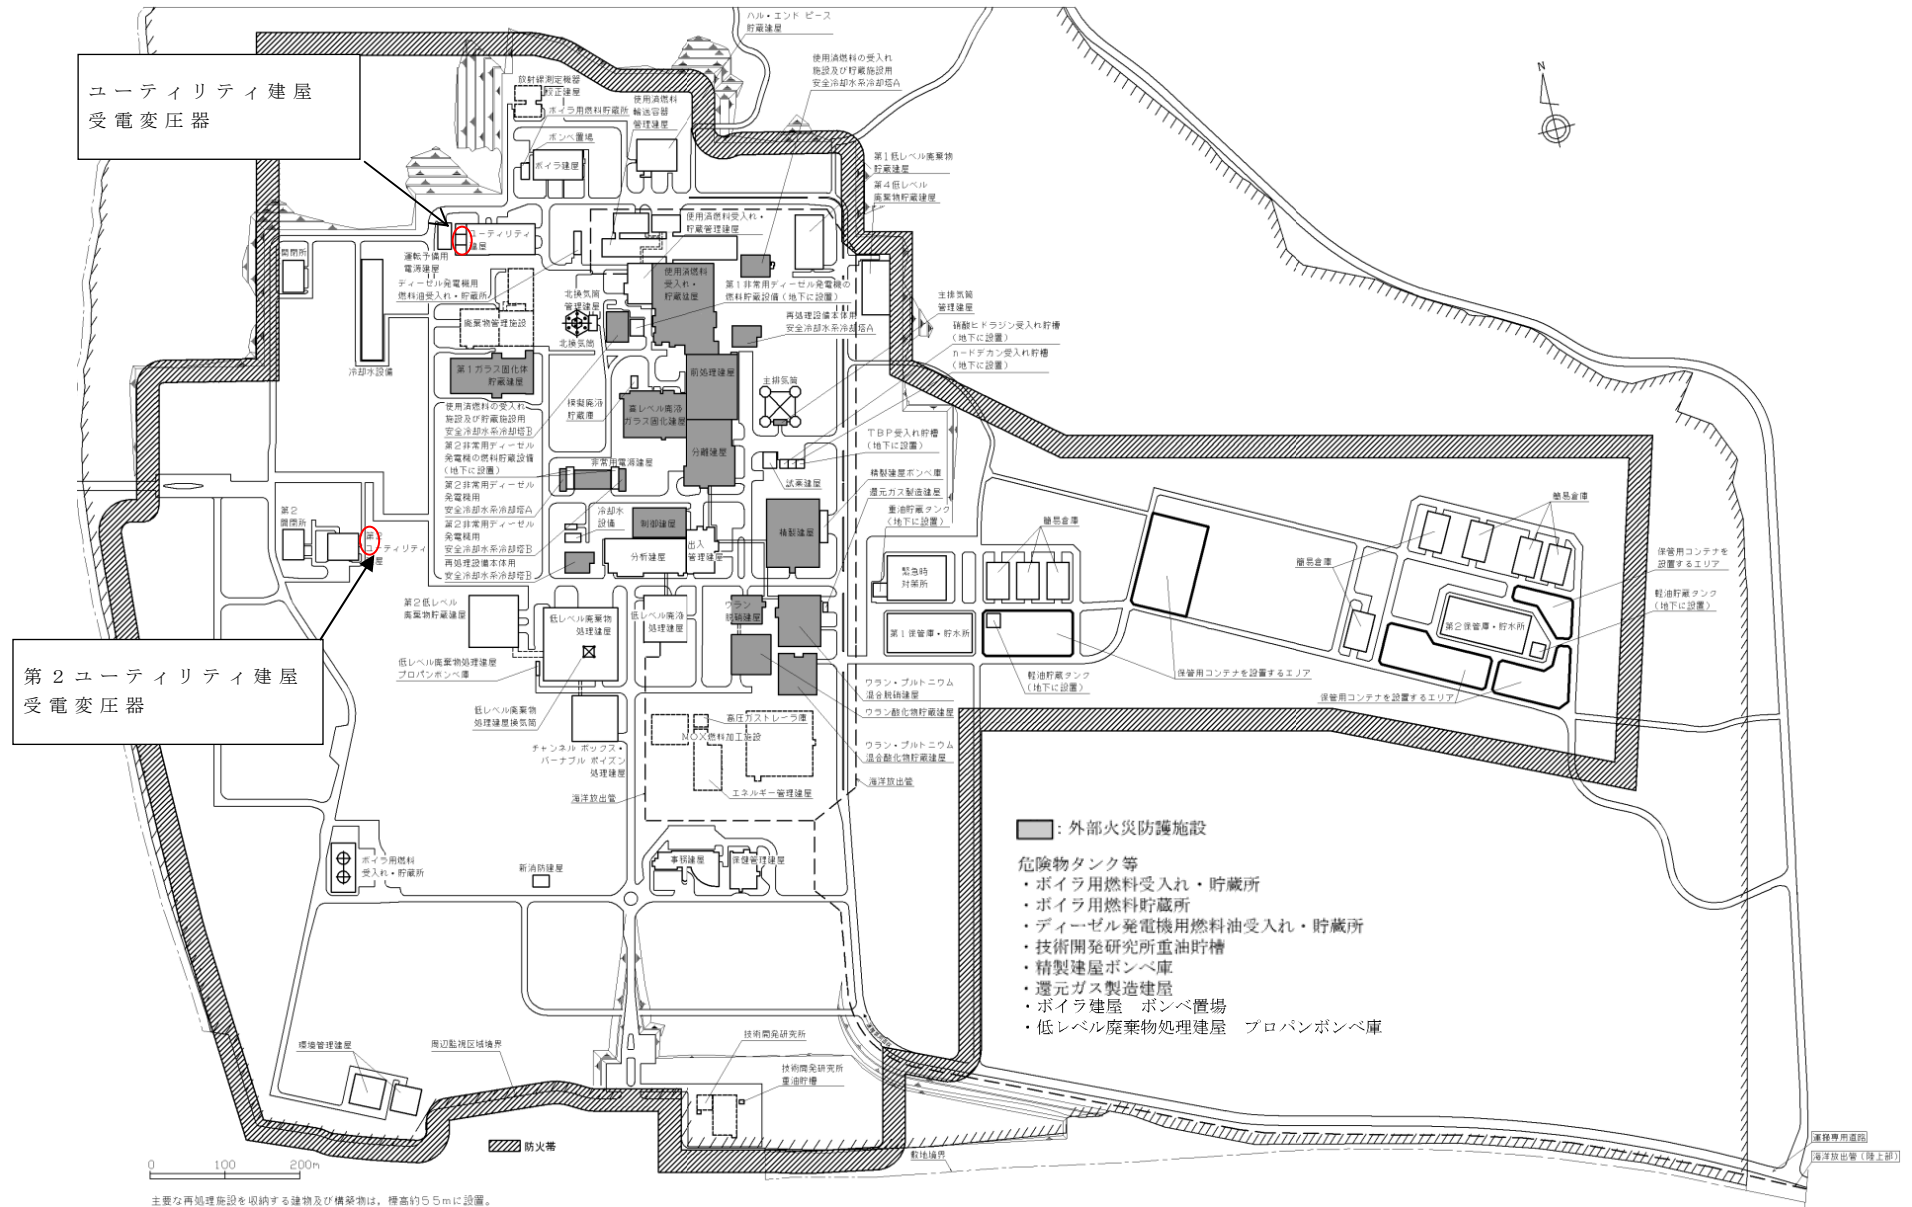 ハル・エンド ピース
貯蔵建屋
使用済燃料の受入れ
施設及び貯蔵施設用
安全冷却水系冷却塔A
ユーティリティ建屋
受電変圧器
放射線測定機器
校正建屋
使用済燃料
輸送容器
管理建屋
ボイラ用燃料貯蔵所
ボンベ置場
ボイラ建屋
N
第1低レベル廃棄物
貯蔵建屋
第4低レベル
廃棄物貯蔵建屋
使用済燃料受入れ・
貯蔵管理建屋
ユーティリティ
建屋
運転予備用
電源建屋
開閉所
ディーゼル発電機用
燃料油受入れ・貯蔵所
使用済燃料
受入れ・
貯蔵建屋
第1非常用ディーゼル発電機の
燃料貯蔵設備(地下に設置)
北換気筒
管理建屋
主排気筒
管理建屋
再処理設備本体用
安全冷却水系冷却塔A
廃棄物管理施設
北換気筒
硝酸ヒドラジン受入れ貯槽
(地下に設置)
n-ドデカン受入れ貯槽
(地下に設置)
冷却水設備
第1ガラス固化体
貯蔵建屋
前処理建屋
主排気筒
模擬廃液
貯蔵庫
高レベル廃液
ガラス固化建屋
使用済燃料の受入れ
施設及び貯蔵施設用
安全冷却水系冷却塔B
第2非常用ディーゼル
発電機の燃料貯蔵設備
(地下に設置)
TBP受入れ貯槽
(地下に設置)
分離建屋
非常用電源建屋
試薬建屋
精製建屋ボンベ庫
還元ガス製造建屋
重油貯蔵タンク
(地下に設置)
第2非常用ディーゼル
発電機用
安全冷却水系冷却塔A
第2非常用ディーゼル
発電機用
安全冷却水系冷却塔B
再処理設備本体用
安全冷却水系冷却塔B
冷却水
設備
制御建屋
精製建屋
出入
管理建屋
分析建屋
第2
開閉所
第2
ユーティリティ
建屋
簡易倉庫
簡易倉庫
簡易倉庫
保管用コンテナを
設置するエリア
軽油貯蔵タンク
(地下に設置)
緊急時
対策所
第1保管庫・貯水所
第2保管庫・貯水所
第2低レベル
廃棄物貯蔵建屋
低レベル廃棄物
処理建屋
低レベル廃液
処理建屋
ウラン
脱硝建屋
第2ユーティリティ建屋
受電変圧器
低レベル廃棄物処理建屋
プロパンボンベ庫
軽油貯蔵タンク
(地下に設置)
保管用コンテナを設置するエリア
保管用コンテナを設置するエリア
ウラン・プルトニウム
混合脱硝建屋
ウラン酸化物貯蔵建屋
低レベル廃棄物
処理建屋換気筒
高圧ガストレーラ庫
MOX燃料加工施設
ウラン・プルトニウム
混合酸化物貯蔵建屋
チャンネル ボックス・
バーナブル ポイズン
処理建屋
海洋放出管
エネルギー管理建屋
海洋放出管
ボイラ用燃料
受入れ・貯蔵所
新消防建屋
事務建屋
保健管理建屋
:外部火災防護施設
危険物タンク等
・ボイラ用燃料受入れ・貯蔵所
・ボイラ用燃料貯蔵所
・ディーゼル発電機用燃料油受入れ・貯蔵所
・技術開発研究所重油貯槽
・精製建屋ボンベ庫
・還元ガス製造建屋
・ボイラ建屋 ボンベ置場
・低レベル廃棄物処理建屋 プロパンボンベ庫
環境管理建屋
周辺監視区域境界
技術開発研究所
技術開発研究所
重油貯槽
防火帯
敷地境界
運搬専用道路
海洋放出管(陸上部)
0 100 200m
主要な再処理施設を収納する建物及び構築物は,標高約55mに設置。